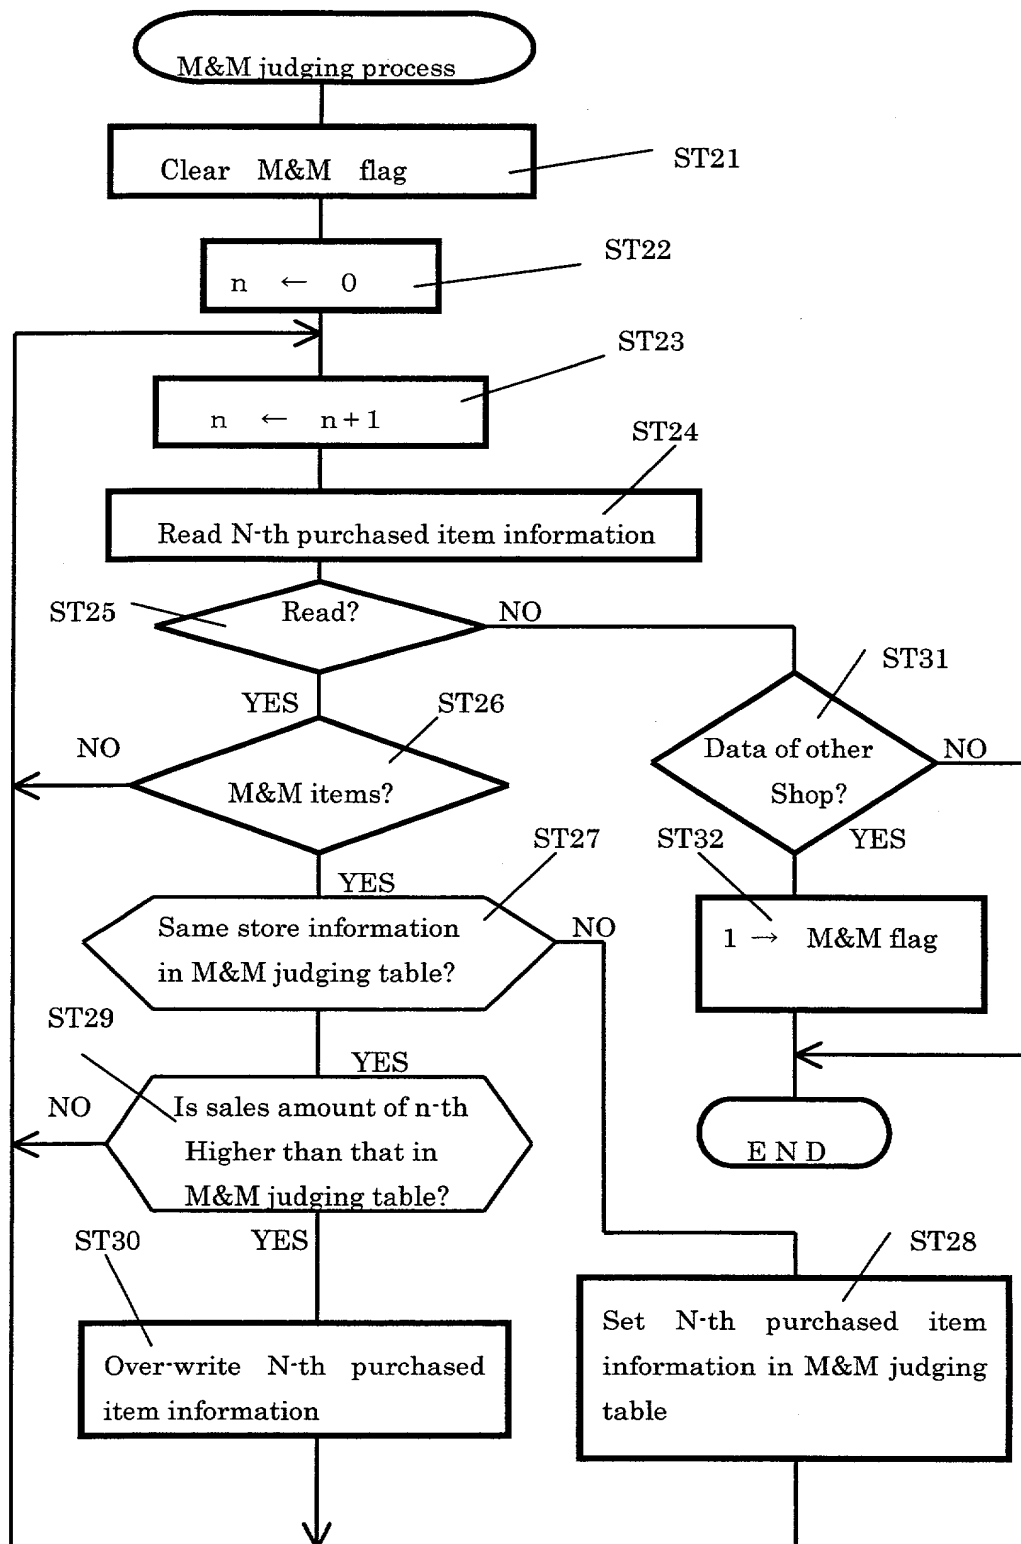 M&M judging process
Clear M&M flag
ST21
n ← 0
ST22
n ← n+1
ST23
ST24
Read N-th purchased item information
ST25
Read?
NO
YES
ST26
NO
M&M items?
YES
ST31
Data of other
Shop?
NO
YES
ST27
Same store information
in M&M judging table?
NO
YES
ST32
1 → M&M flag
END
ST29
NO
Is sales amount of n-th
Higher than that in
M&M judging table?
YES
ST30
Over-write N-th purchased
item information
ST28
Set N-th purchased item
information in M&M judging
table